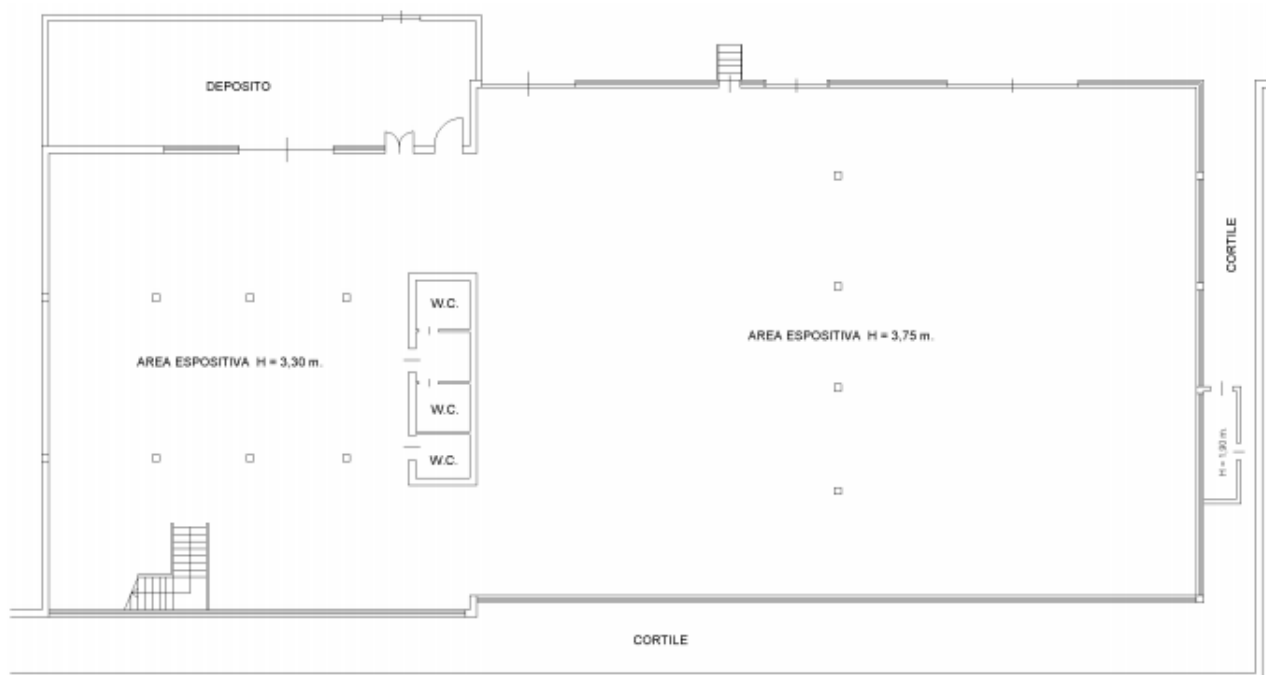 DEPOSITO
CORTILE
W.C.
AREA ESPOSITIVA H = 3,75 m.
AREA ESPOSITIVA H = 3,30 m.
W.C.
H = 1,90 m.
W.C.
CORTILE